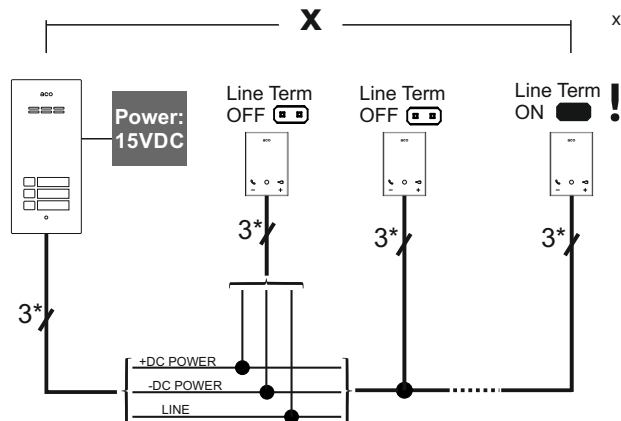 X
x
aco
Power:
15VDC
Line Term
OFF
Line Term
OFF
Line Term
ON !
aco
aco
aco
- +
- +
- +
3*
3*
3*
3*
+DC POWER
-DC POWER
LINE